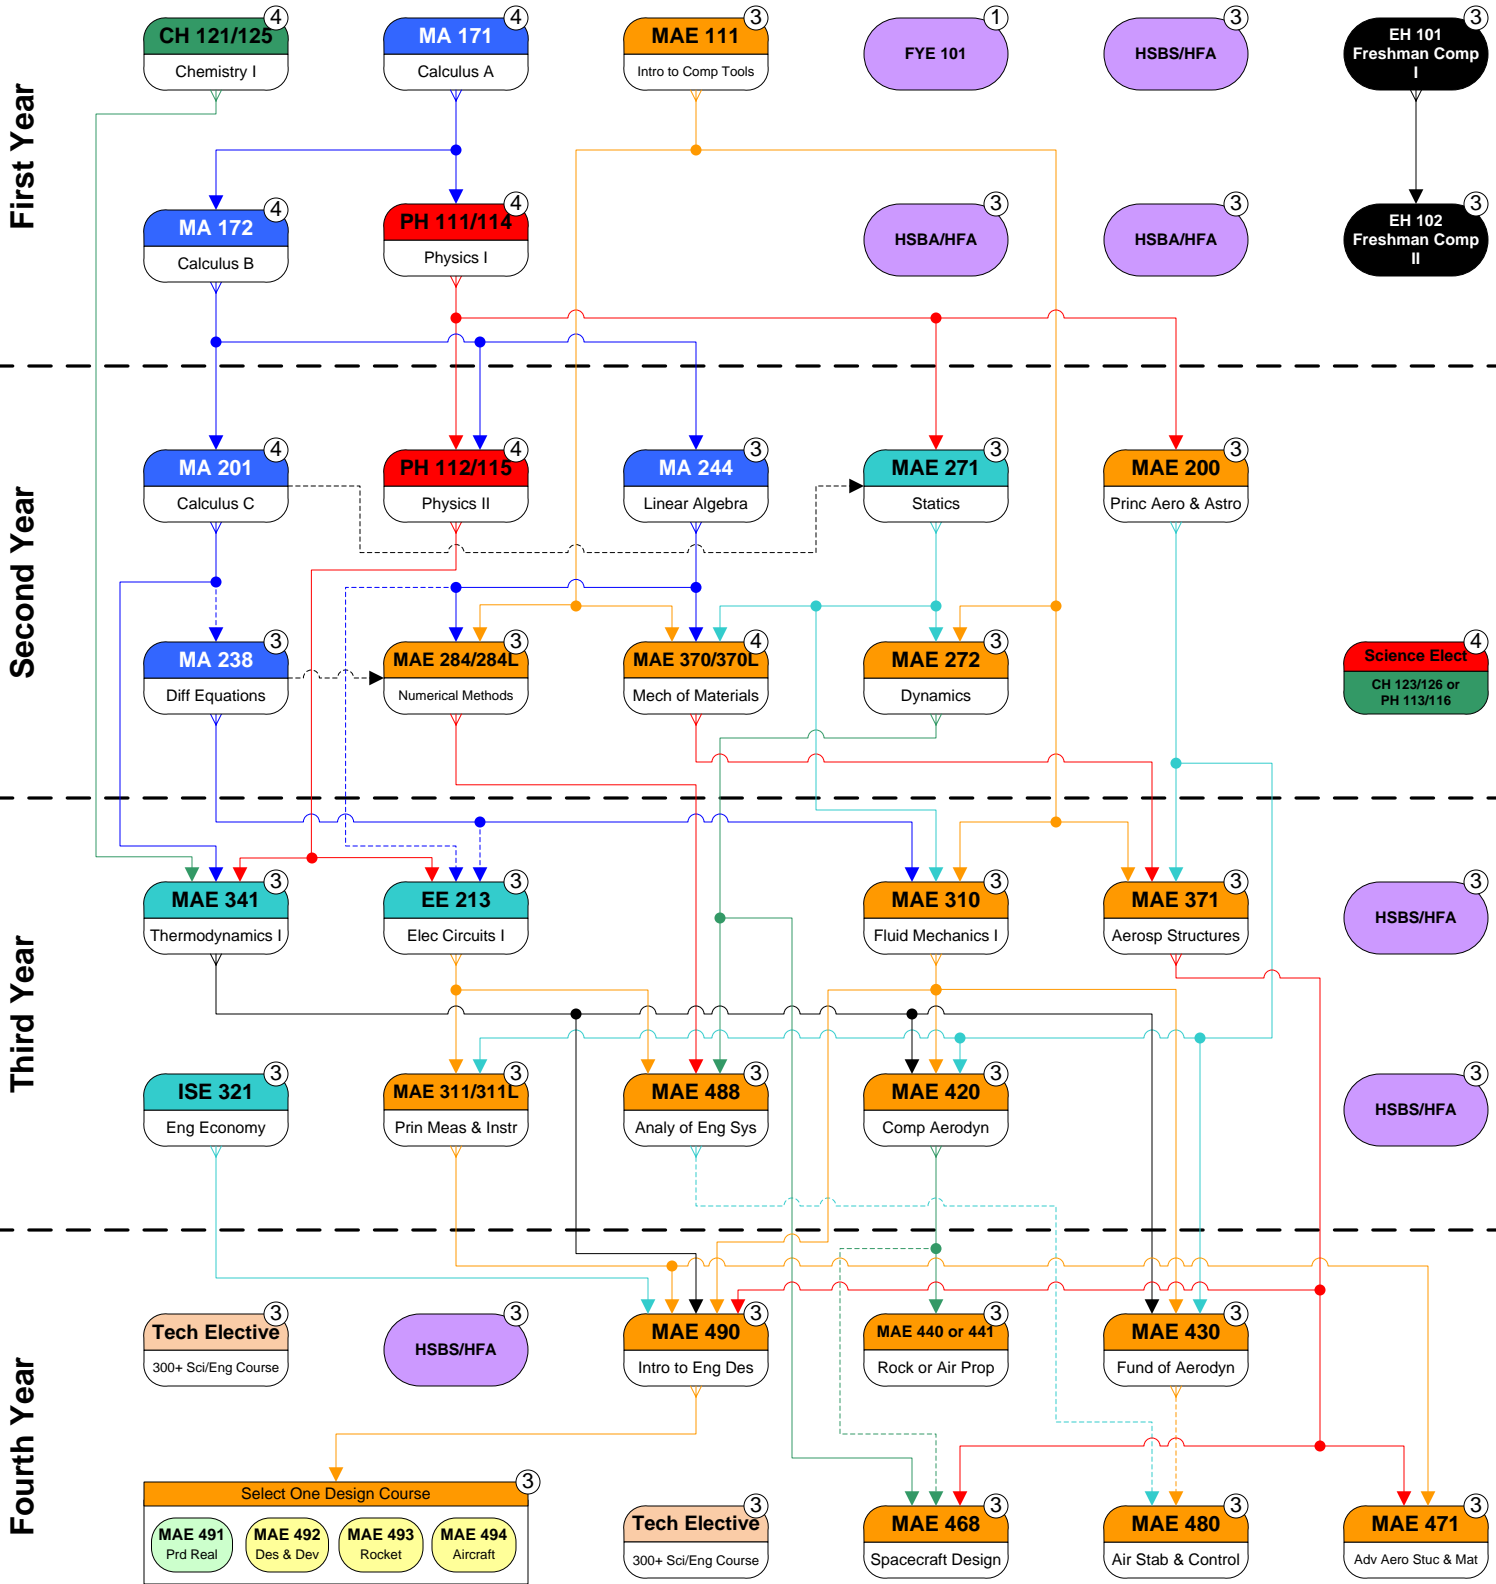 First Year
CH 121/125
4
Chemistry I
MA 171
4
Calculus A
MAE 111
3
Intro to Comp Tools
FYE 101
1
HSBS/HFA
3
EH 101
Freshman Comp
I
3
MA 172
4
Calculus B
PH 111/114
4
Physics I
HSBA/HFA
3
HSBA/HFA
3
EH 102
Freshman Comp
II
3
Second Year
MA 201
4
Calculus C
PH 112/115
4
Physics II
MA 244
3
Linear Algebra
MAE 271
3
Statics
MAE 200
3
Princ Aero & Astro
MA 238
3
Diff Equations
MAE 284/284L
3
Numerical Methods
MAE 370/370L
4
Mech of Materials
MAE 272
3
Dynamics
Science Elect
4
CH 123/126 or
PH 113/116
Third Year
MAE 341
3
Thermodynamics I
EE 213
3
Elec Circuits I
MAE 310
3
Fluid Mechanics I
MAE 371
3
Aerosp Structures
HSBS/HFA
3
ISE 321
3
Eng Economy
MAE 311/311L
3
Prin Meas & Instr
MAE 488
3
Analy of Eng Sys
MAE 420
3
Comp Aerodyn
HSBS/HFA
3
Fourth Year
Tech Elective
3
300+ Sci/Eng Course
HSBS/HFA
3
MAE 490
3
Intro to Eng Des
MAE 440 or 441
3
Rock or Air Prop
MAE 430
3
Fund of Aerodyn
Select One Design Course
3
MAE 491
Prd Real
MAE 492
Des & Dev
MAE 493
Rocket
MAE 494
Aircraft
Tech Elective
3
300+ Sci/Eng Course
MAE 468
3
Spacecraft Design
MAE 480
3
Air Stab & Control
MAE 471
3
Adv Aero Stuc & Mat